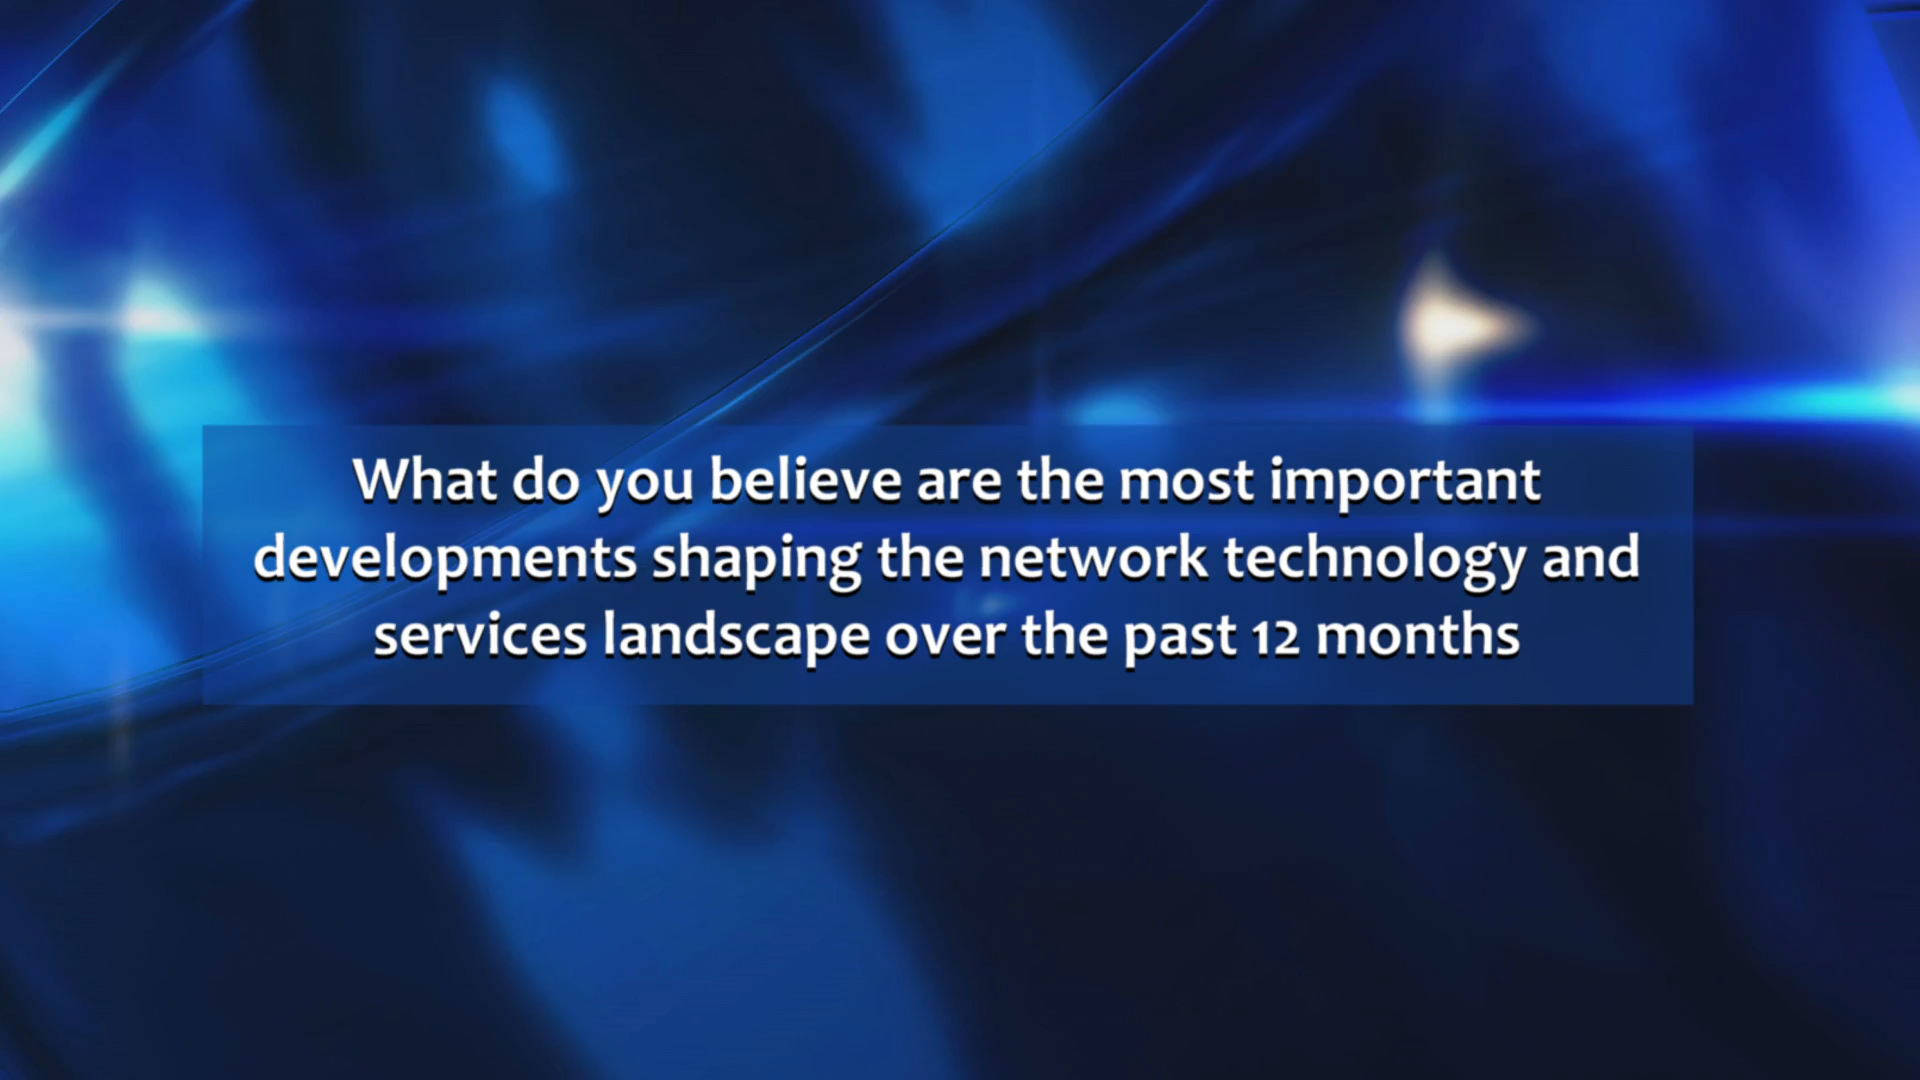 What do you believe are the most important
developments shaping the network technology and
services landscape over the past 12 months